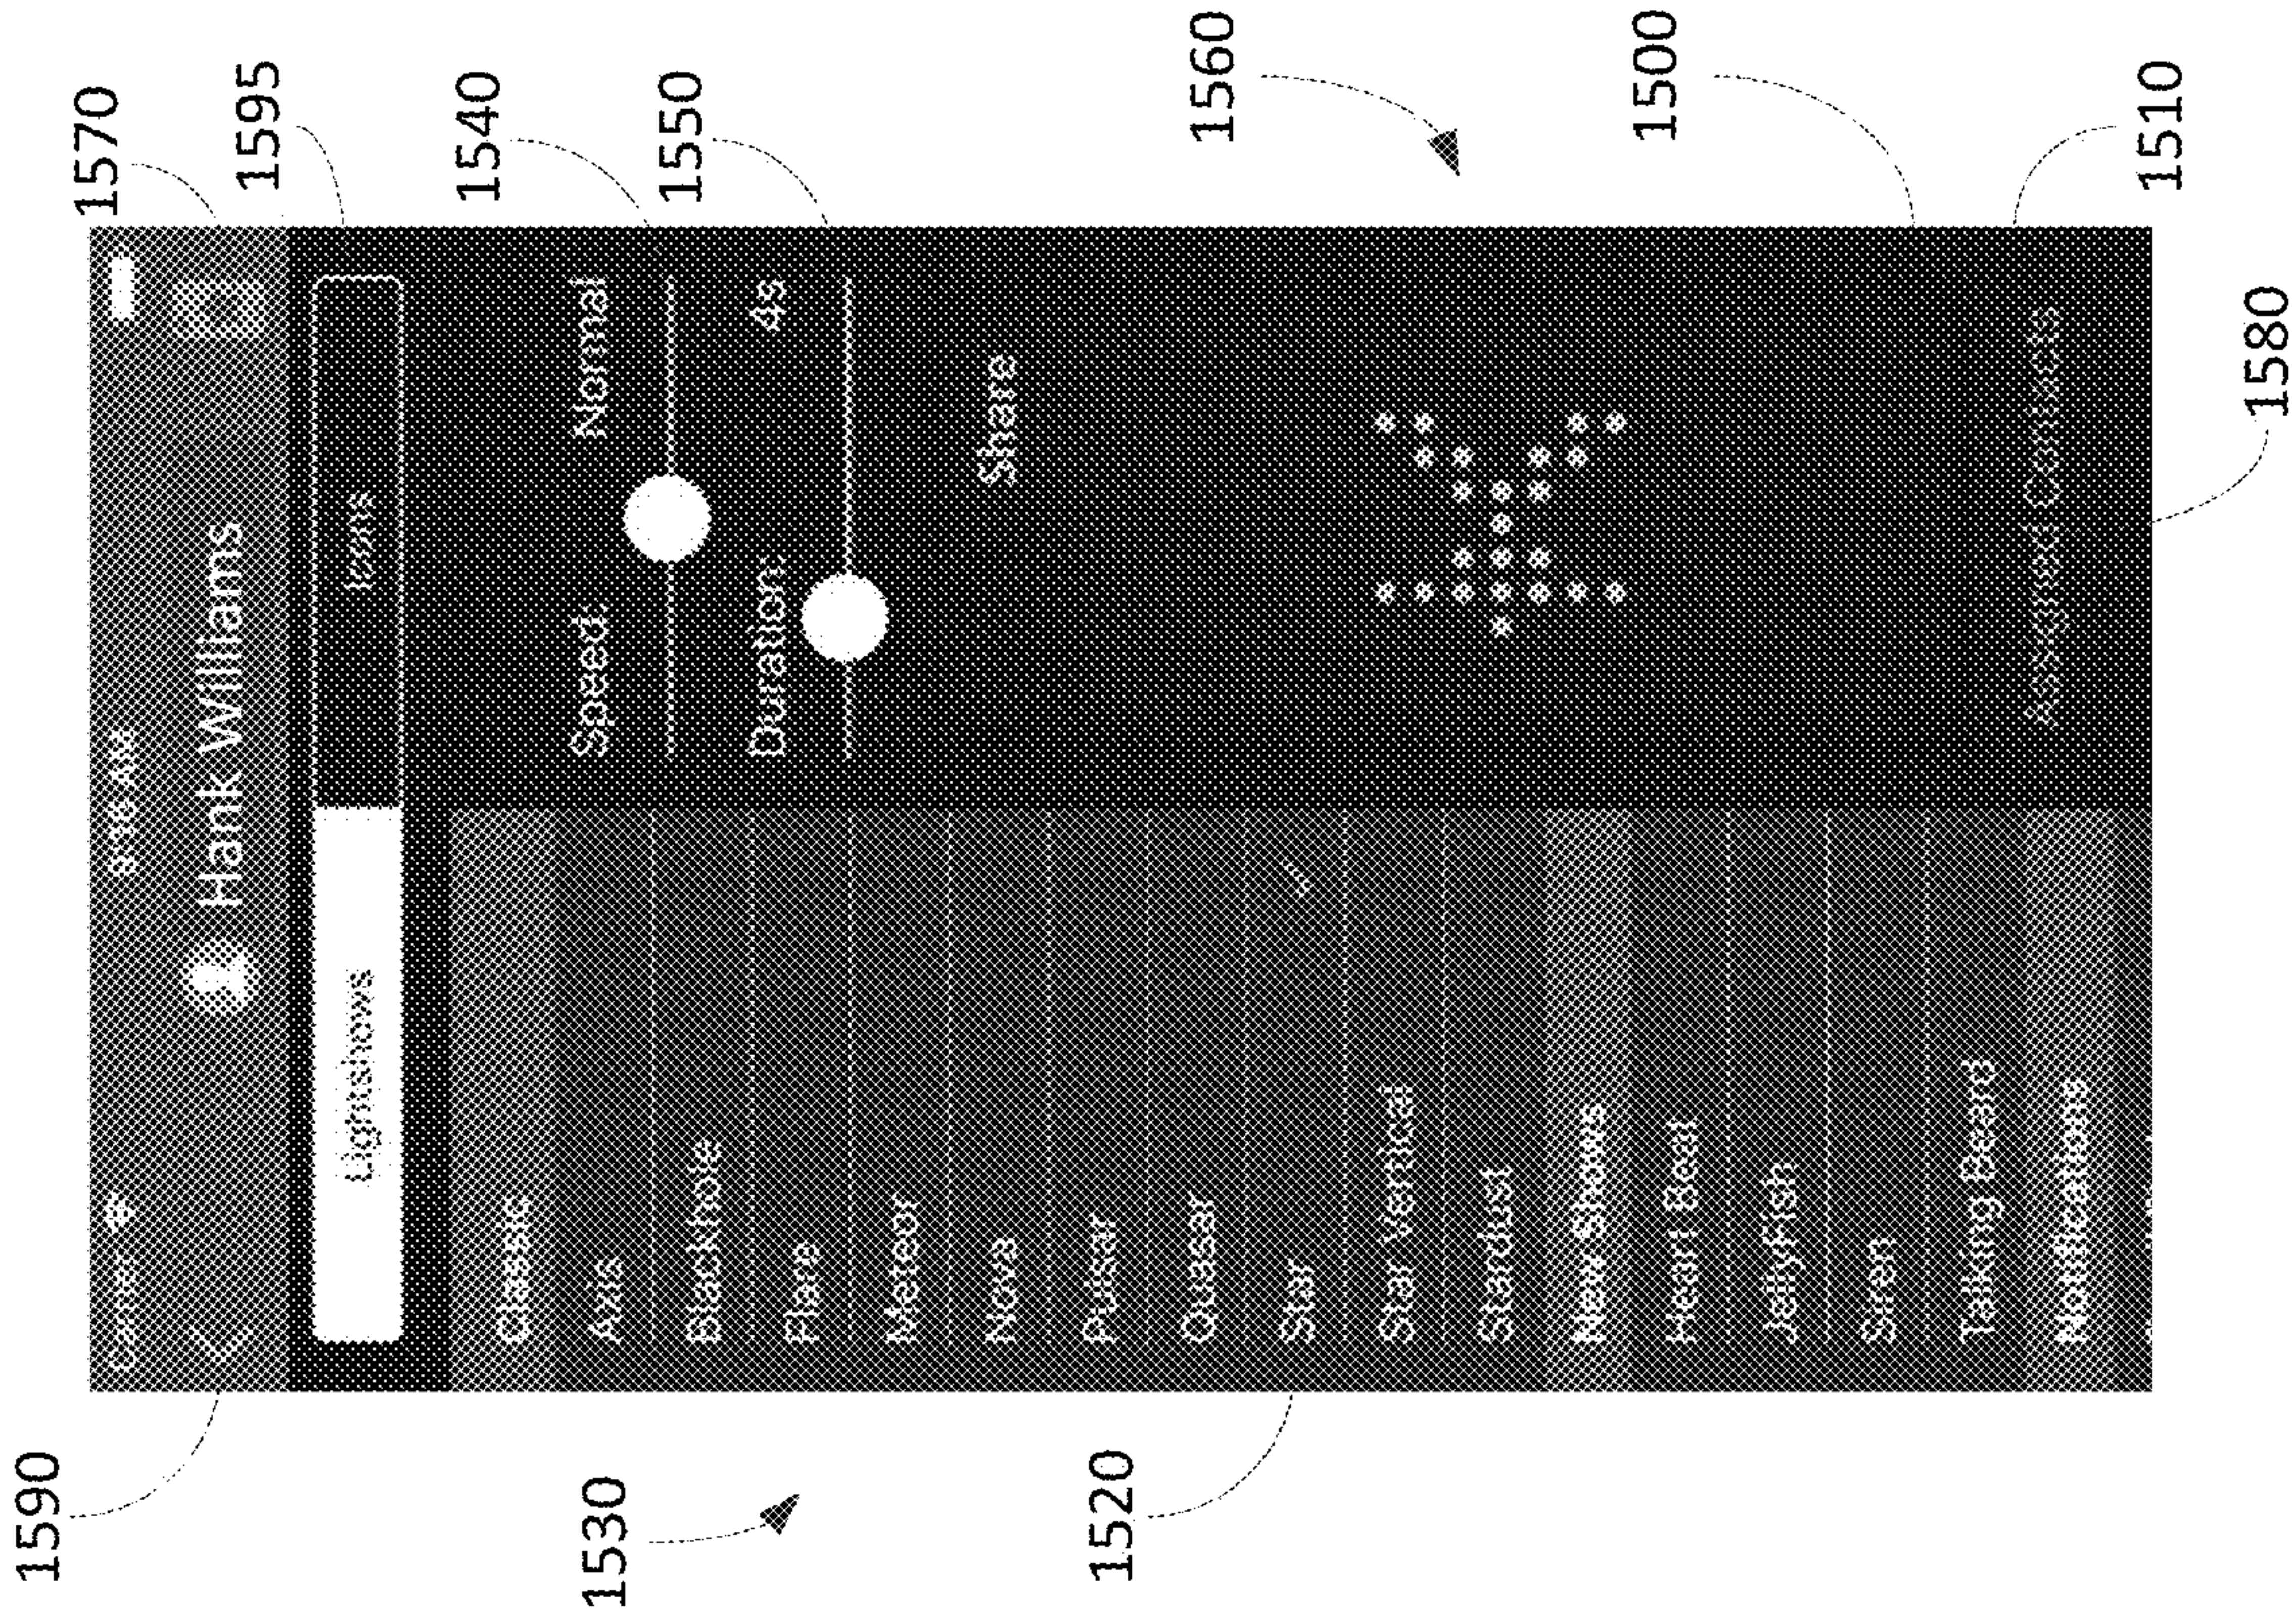 1570
1595
1540
1550
1560
1500
1510
1580
1590
1530
1520
Carrier
9:16 AM
Hank Williams
Lightshows
Icons
Classic
Axis
Blackhole
Flare
Meteor
Nova
Pulsar
Quasar
Star
Star Vertical
Stardust
New Shows
Heart Beat
Jellyfish
Siren
Talking Beard
Notifications
Speed:
Normal
Duration:
4s
Share
Assigned Contacts